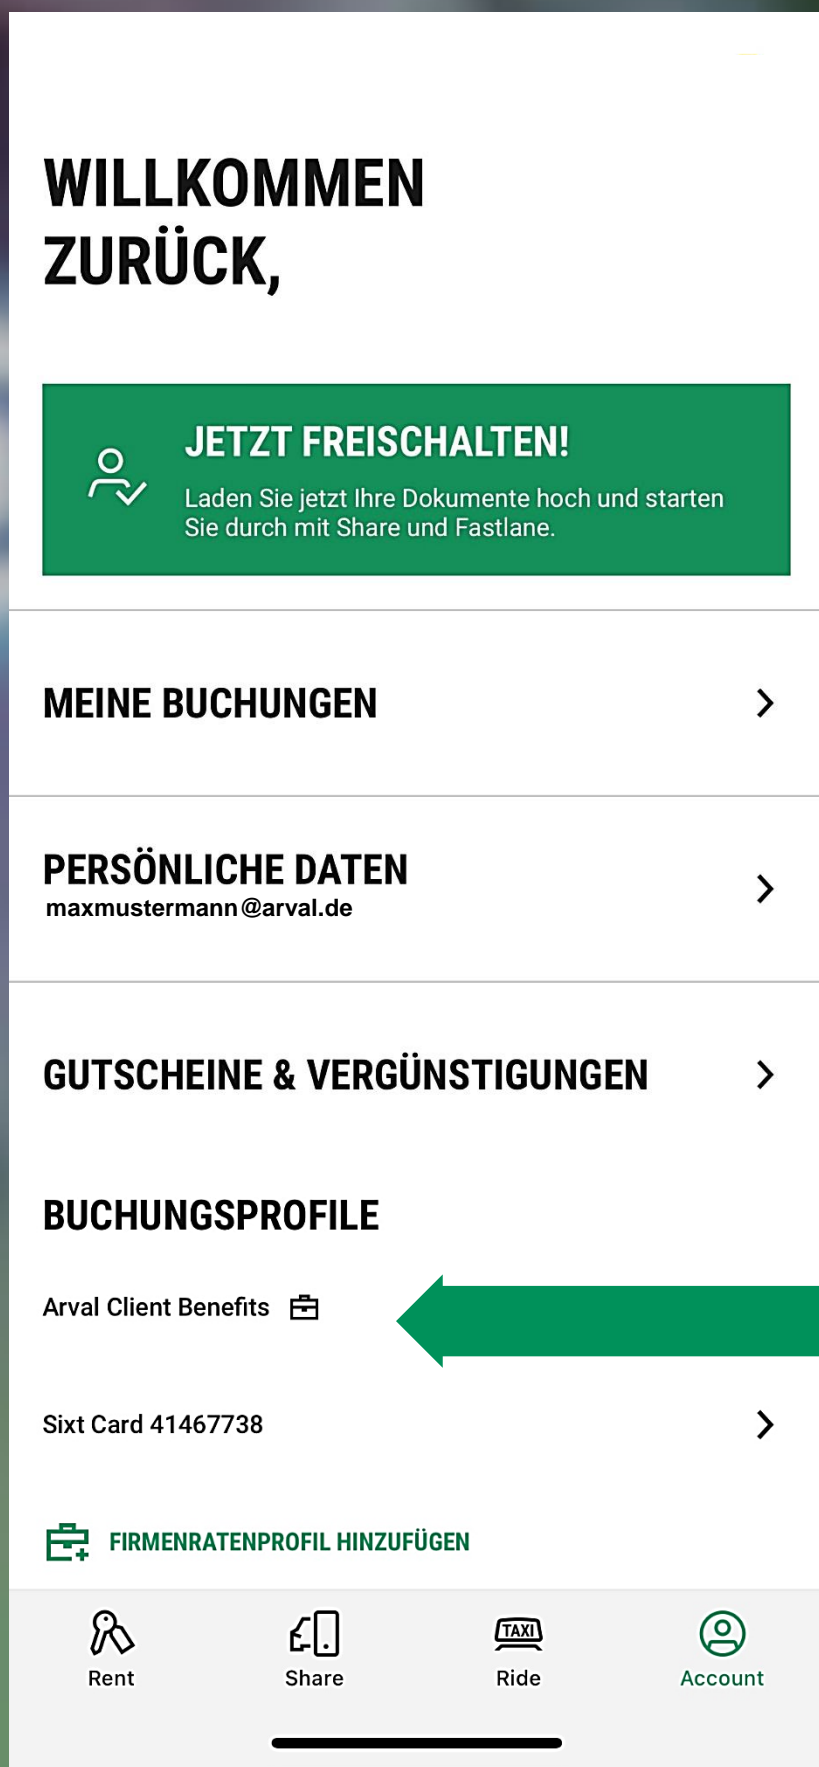 WILLKOMMEN
ZURÜCK,
JETZT FREISCHALTEN!
Laden Sie jetzt Ihre Dokumente hoch und starten
Sie durch mit Share und Fastlane.
MEINE BUCHUNGEN
PERSÖNLICHE DATEN
maxmustermann@arval.de
GUTSCHEINE & VERGÜNSTIGUNGEN
BUCHUNGSPROFILE
Arval Client Benefits
Sixt Card 41467738
FIRMENRATENPROFIL HINZUFÜGEN
TAXI
Rent Share Ride Account